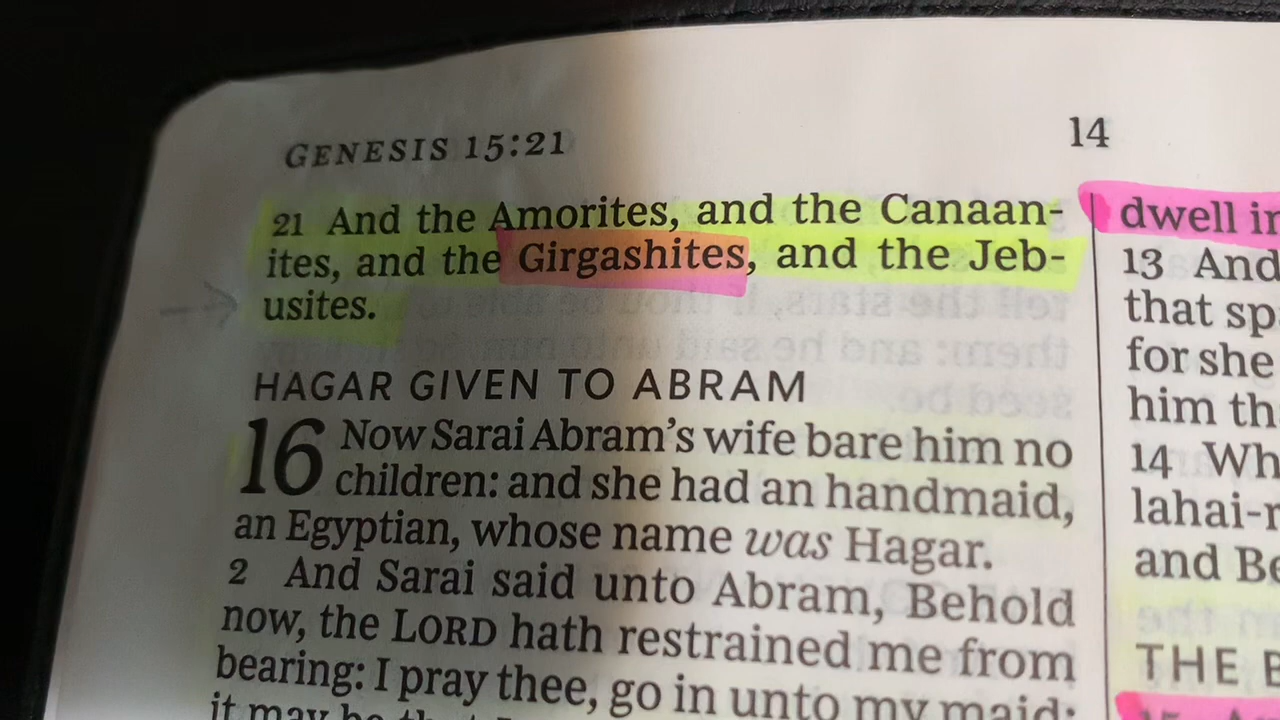 GENESIS 15:21
14
21 And the Amorites, and the Canaan-
ites, and the Girgashites, and the Jeb-
usites.
HAGAR GIVEN TO ABRAM
16 Now Sarai Abram's wife bare him no
children: and she had an handmaid,
an Egyptian, whose name was Hagar.
2 And Sarai said unto Abram, Behold
now, the LORD hath restrained me from
bearing: I pray thee, go in unto my maid;
it may be that I
dwell in
13 And
that
for she
him
14
and
THE